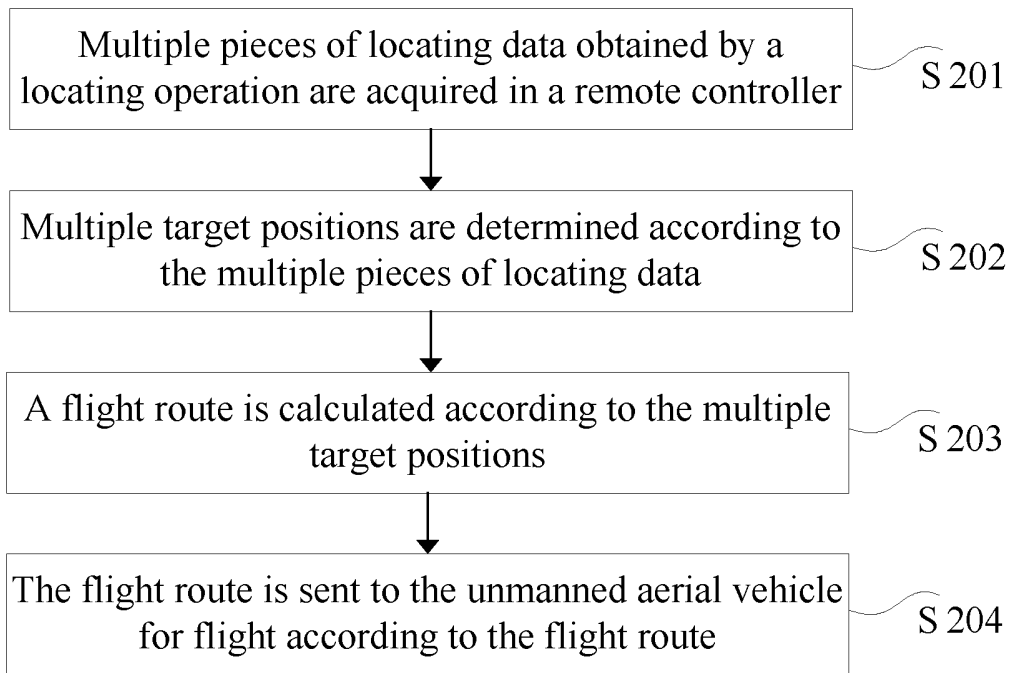 Multiple pieces of locating data obtained by a
locating operation are acquired in a remote controller
S 201
Multiple target positions are determined according to
the multiple pieces of locating data
S 202
A flight route is calculated according to the multiple
target positions
S 203
The flight route is sent to the unmanned aerial vehicle
for flight according to the flight route
S 204